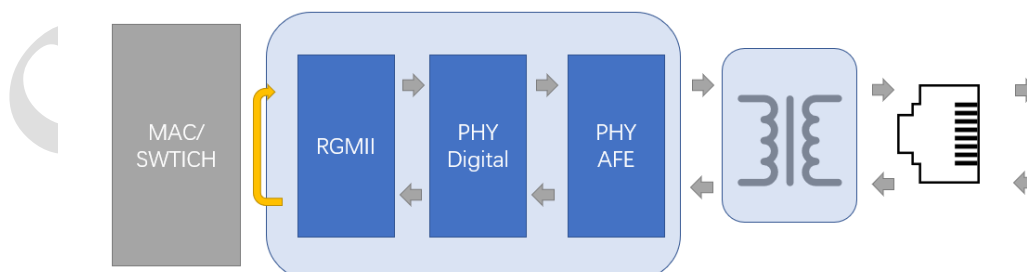 MAC/
SWTICH
RGMII
PHY
Digital
PHY
AFE